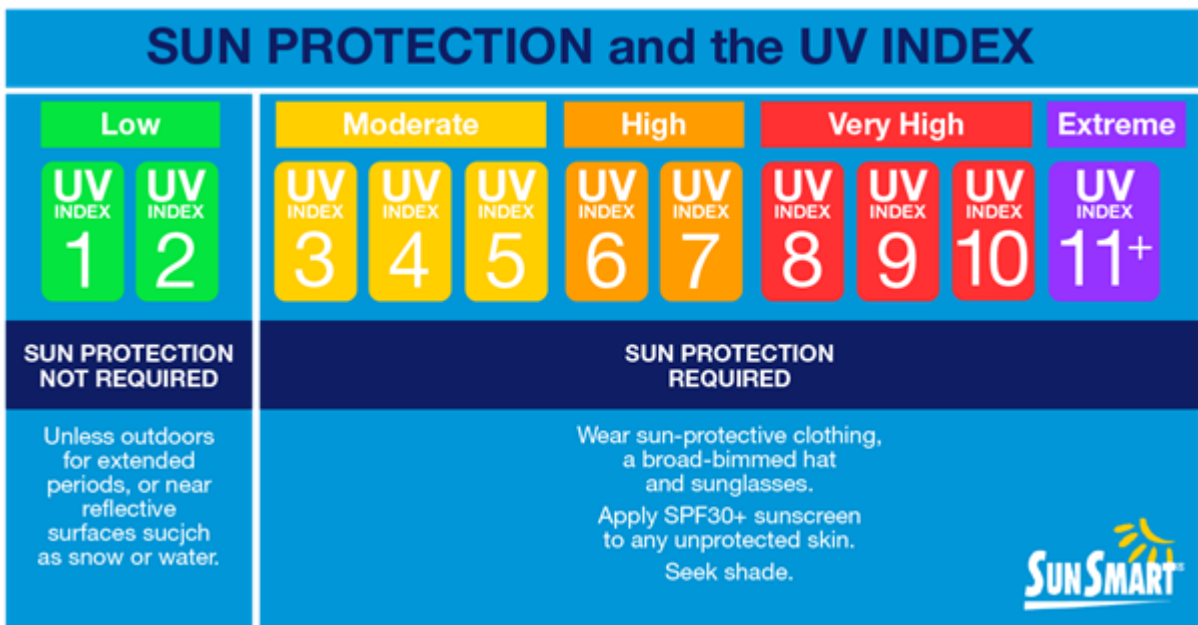 SUN PROTECTION and the UV INDEX
Low
UV
INDEX
1
UV
INDEX
2
SUN PROTECTION
NOT REQUIRED
Unless outdoors
for extended
periods, or near
reflective
surfaces sucjch
as snow or water.
Moderate
UV
INDEX
3
UV
INDEX
4
UV
INDEX
5
High
UV
INDEX
6
UV
INDEX
7
Very High
UV
INDEX
8
UV
INDEX
9
UV
INDEX
10
Extreme
UV
INDEX
11+
SUN PROTECTION
REQUIRED
Wear sun-protective clothing,
a broad-bimmed hat
and sunglasses.
Apply SPF30+ sunscreen
to any unprotected skin.
Seek shade.
SUNSMART